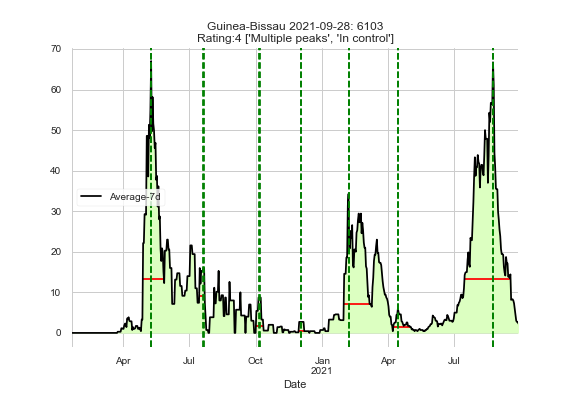 Guinea-Bissau 2021-09-28: 6103
Rating:4 ['Multiple peaks', 'In control']
70
60
50
40
30
20
10
0
Average-7d
Apr
Jul
Oct
Jan
2021
Apr
Jul
Date